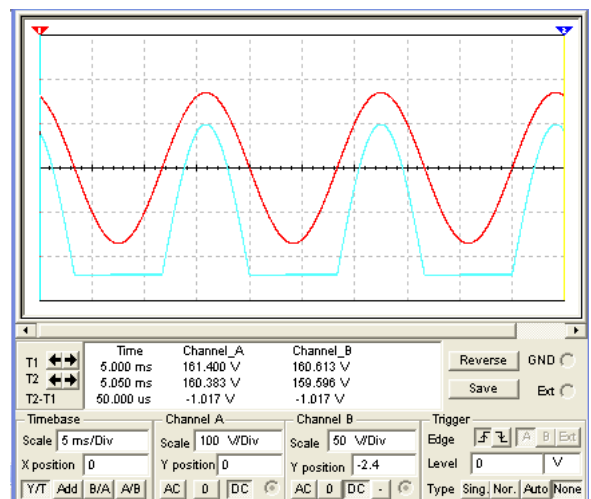 1 2
Time Channel_A Channel_B
T1 5.000 ms 161.400 V 160.613 V
T2 5.050 ms 160.383 V 159.596 V
T2-T1 50.000 us -1.017 V -1.017 V
Reverse GND
Save Ext
Timebase Channel A Channel B Trigger
Scale 5 ms/Div Scale 100 V/Div Scale 50 V/Div Edge A B Ext
X position 0 Y position 0 Y position -2.4 Level 0 V
Y/T Add B/A A/B AC 0 DC AC 0 DC - Type Sing. Nor. Auto None